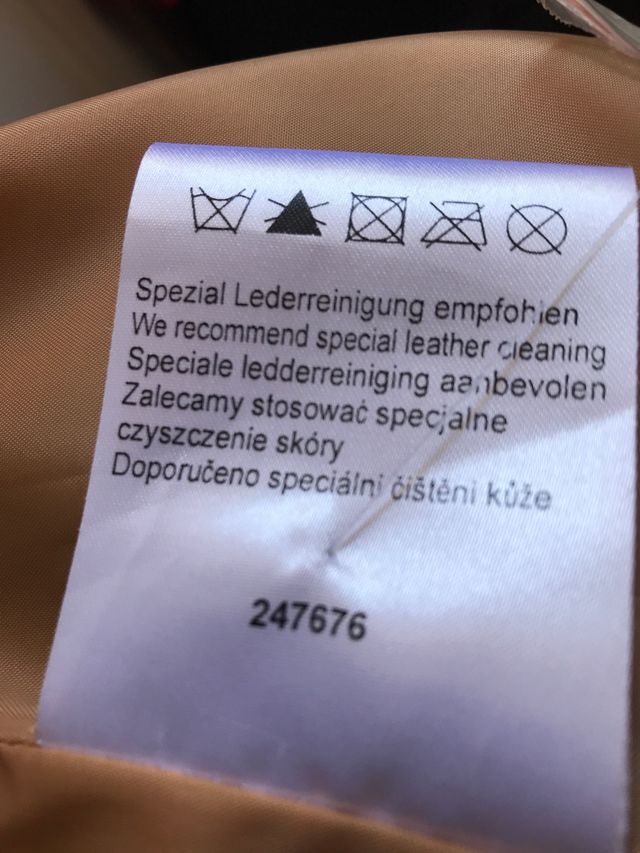 Spezial Lederreinigung empfohlen
We recommend special leather cleaning
Speciale ledderreiniging aanbevolen
Zalecamy stosować specjalne
czyszczenie skóry
Doporučeno speciální čištěni kůže
247676